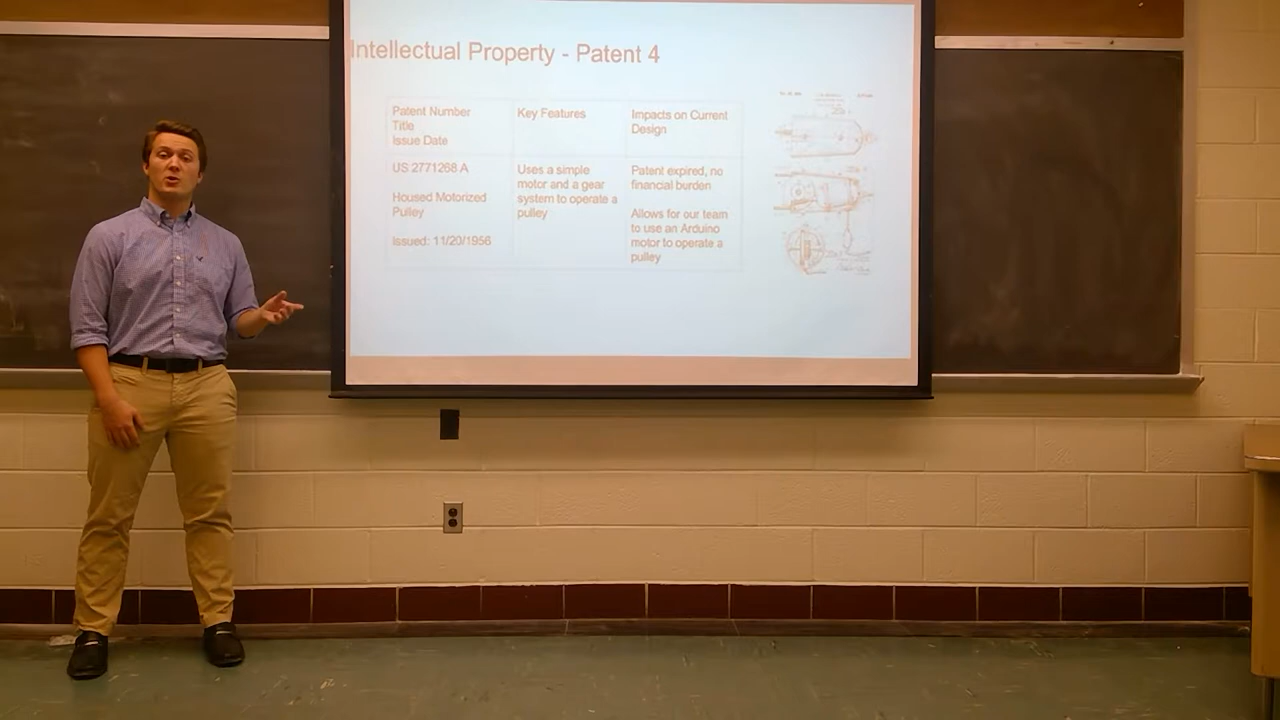 Intellectual Property - Patent 4
Patent Number
Title
Issue Date
Key Features
Impacts on Current
Design
US 2771268 A
Housed Motorized
Pulley
Issued: 11/20/1956
Uses a simple
motor and a gear
system to operate a
pulley
Patent expired, no
financial burden
Allows for our team
to use an Arduino
motor to operate a
pulley